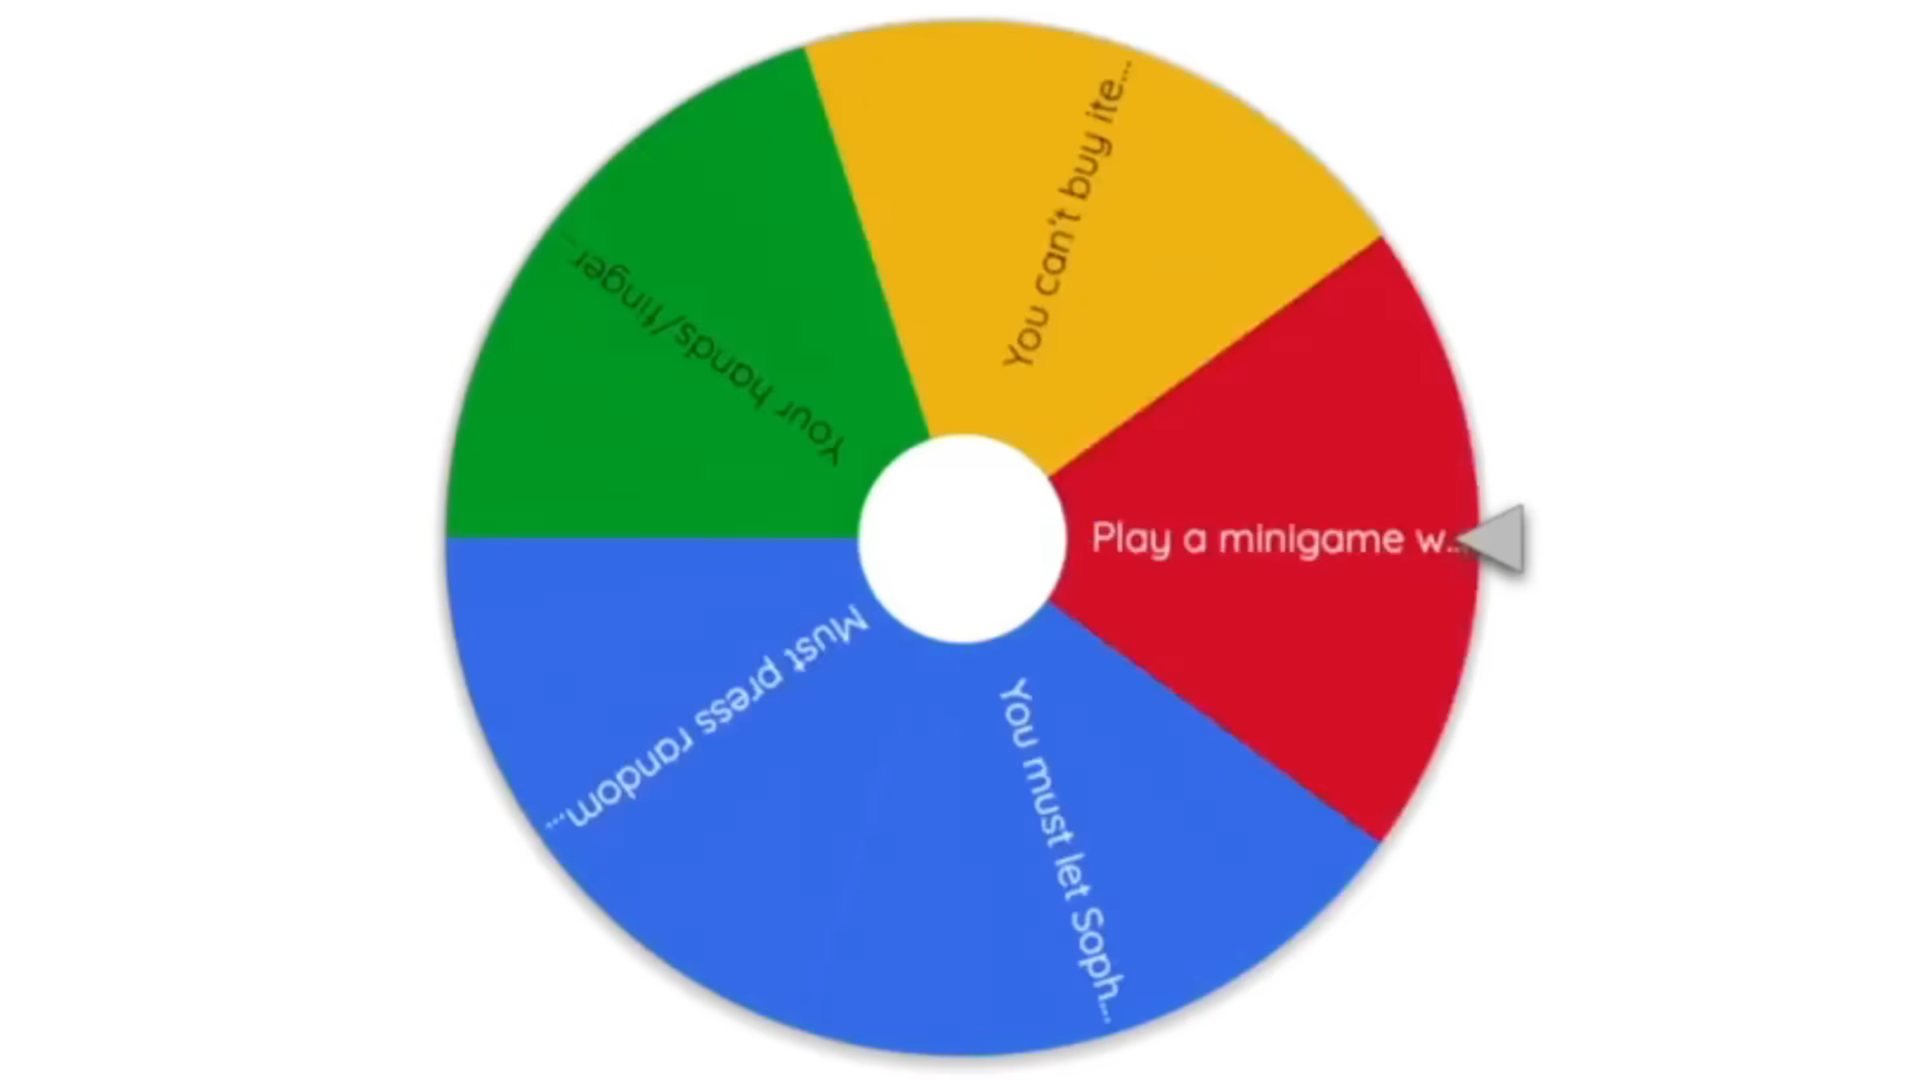 You can't buy ite...
Play a minigame w...
You must let Soph...
Must press random...
Your hands/finger...